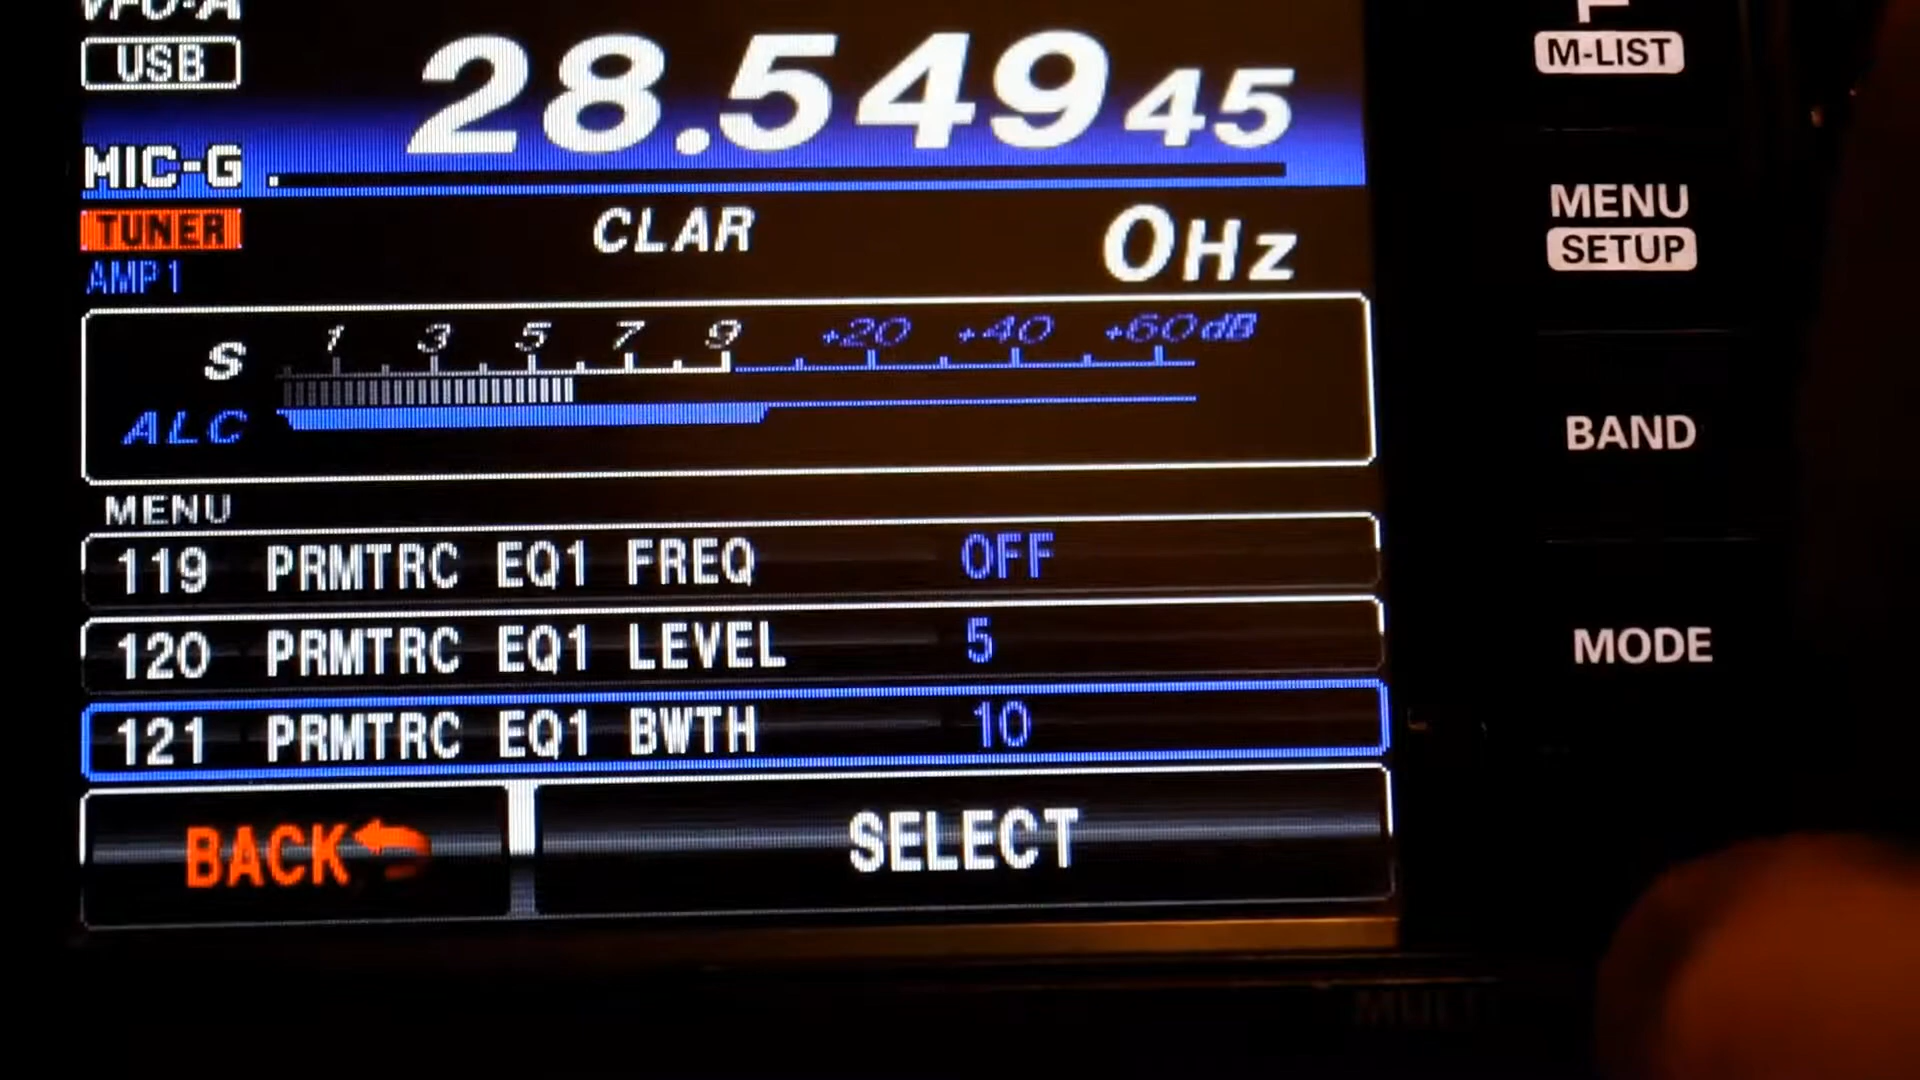 VFO-A
USB
28.549 45
MIC-G
TUNER
CLAR
0Hz
AMP1
S 1 3 5 7 9 +20 +40 +60dB
ALC
MENU
119 PRMTRC EQ1 FREQ OFF
120 PRMTRC EQ1 LEVEL 5
121 PRMTRC EQ1 BWTH 10
BACK
SELECT
M-LIST
MENU
SETUP
BAND
MODE